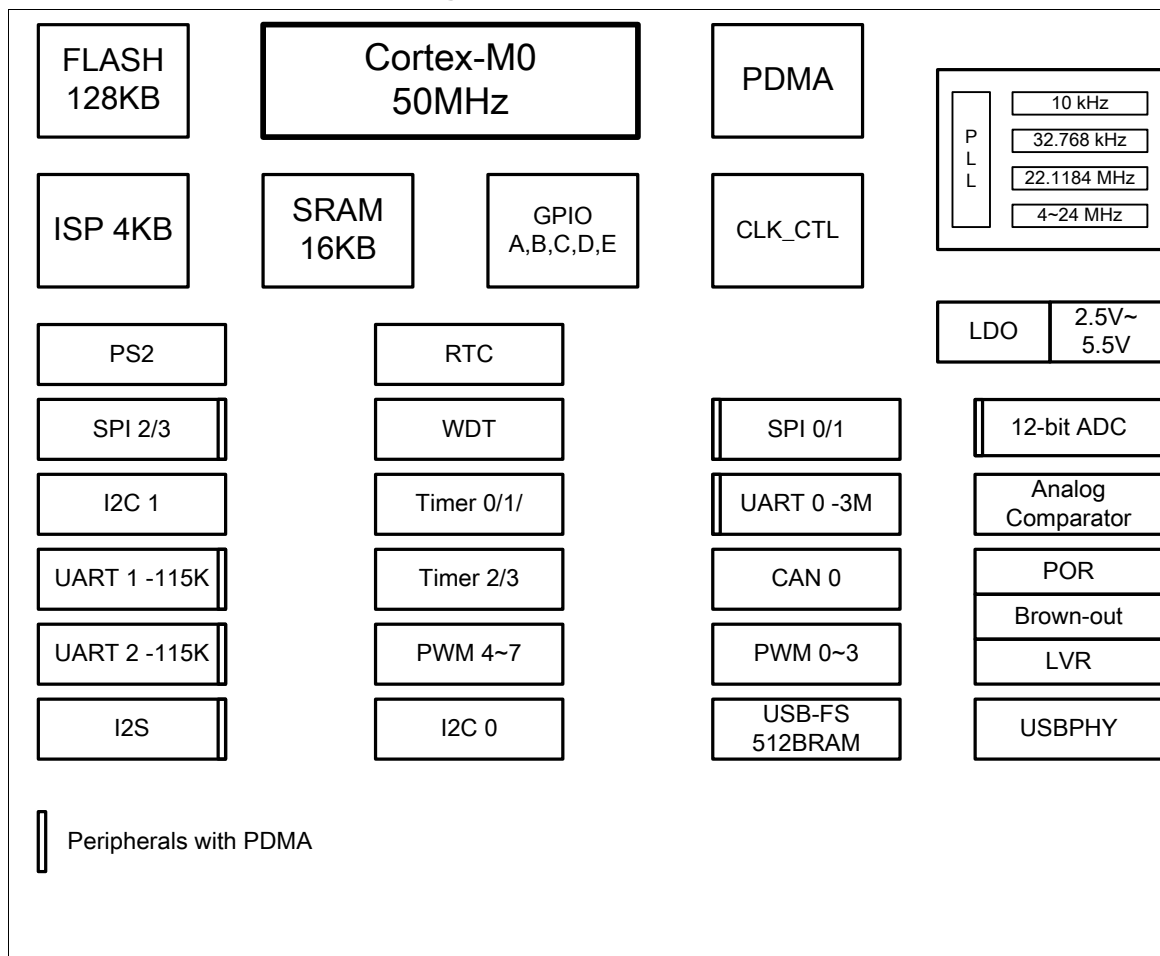 FLASH
128KB
Cortex-M0
50MHz
PDMA
P
L
L
10 kHz
32.768 kHz
22.1184 MHz
4~24 MHz
ISP 4KB
SRAM
16KB
GPIO
A,B,C,D,E
CLK_CTL
LDO
2.5V~
5.5V
PS2
RTC
SPI 2/3
WDT
SPI 0/1
12-bit ADC
I2C 1
Timer 0/1/
UART 0 -3M
Analog
Comparator
UART 1 -115K
Timer 2/3
CAN 0
POR
Brown-out
UART 2 -115K
PWM 4~7
PWM 0~3
LVR
I2S
I2C 0
USB-FS
512BRAM
USBPHY
Peripherals with PDMA